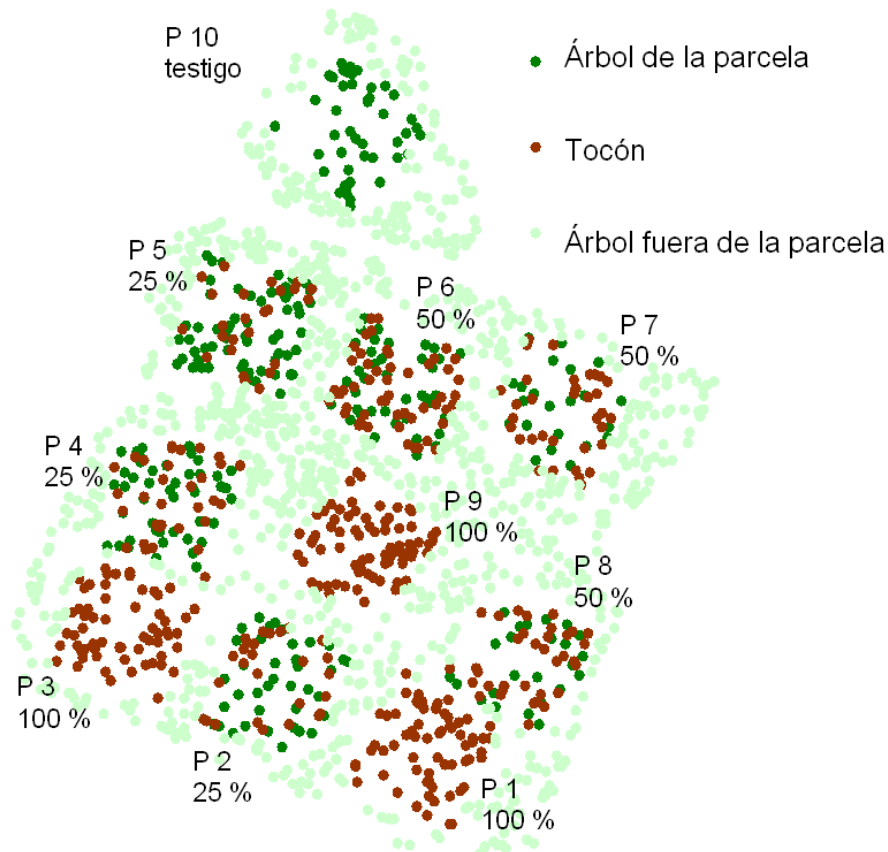 P 10
testigo
Árbol de la parcela
Tocón
Árbol fuera de la parcela
P 5
25 %
P 6
50 %
P 7
50 %
P 4
25 %
P 9
100 %
P 8
50 %
P 3
100 %
P 2
25 %
P 1
100 %